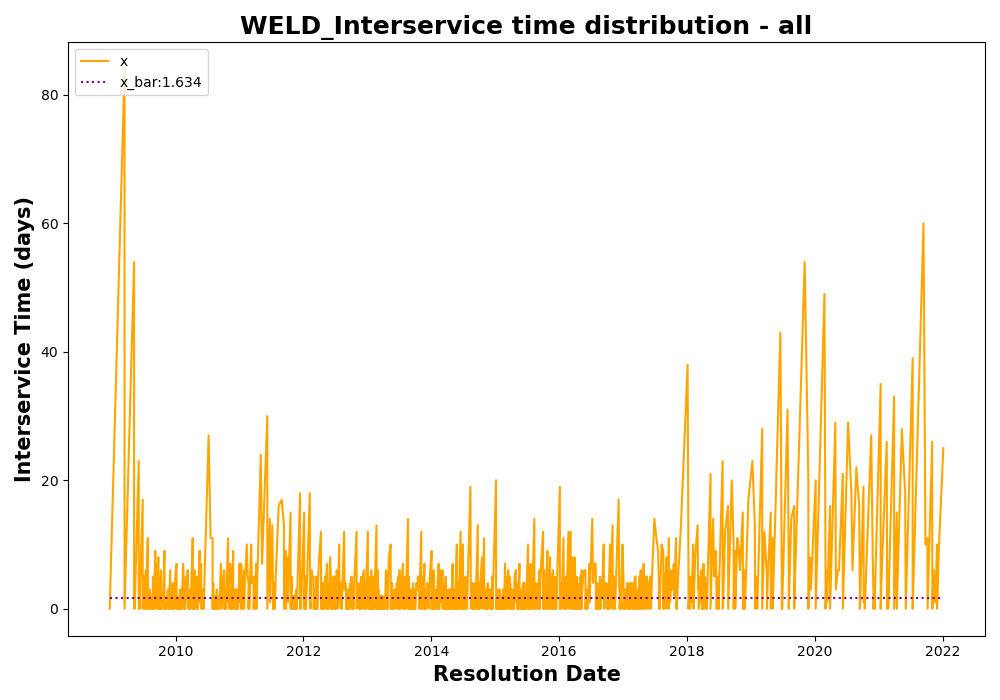 WELD_Interservice time distribution - all
x
x_bar:1.634
80
60
40
20
0
Interservice Time (days)
2010 2012 2014 2016 2018 2020 2022
Resolution Date